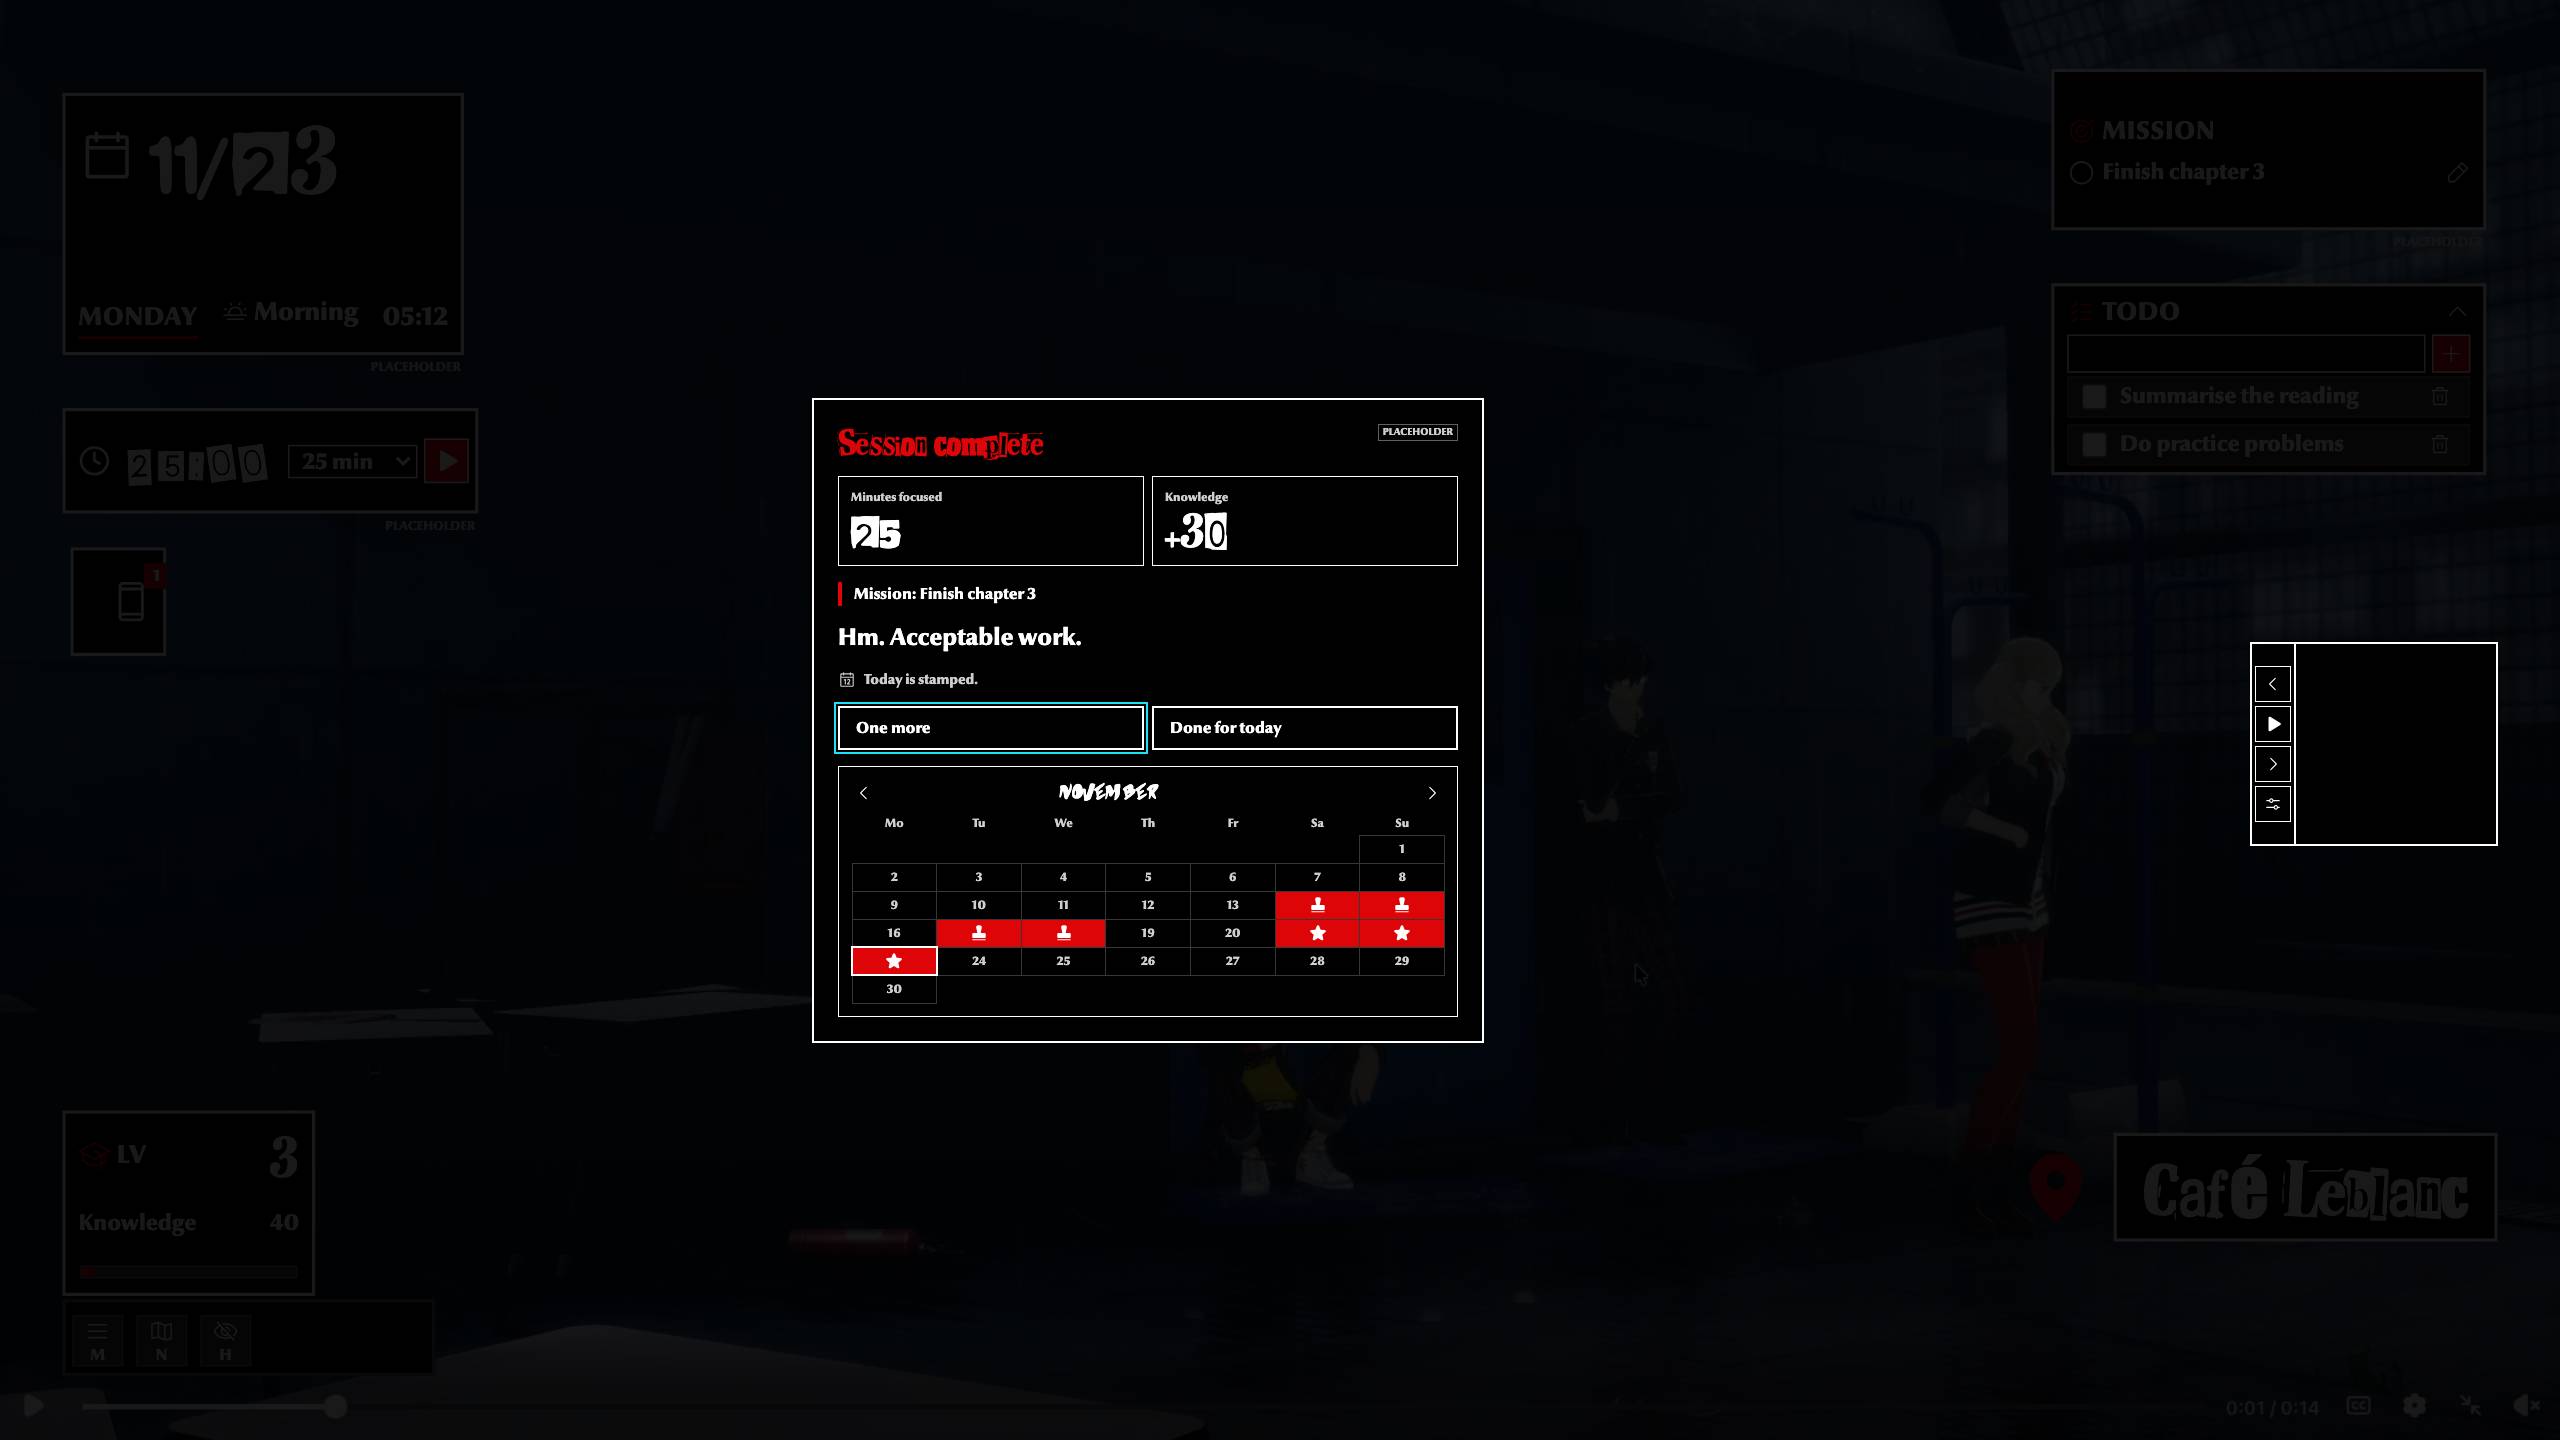 11/23
MONDAY Morning 05:12
PLACEHOLDER
25:00 25 min
PLACEHOLDER
1
MISSION
Finish chapter 3
PLACEHOLDER
TODO
Summarise the reading
Do practice problems
Session complete
PLACEHOLDER
Minutes focused
25
Knowledge
+30
Mission: Finish chapter 3
Hm. Acceptable work.
12 Today is stamped.
One more
Done for today
NOVEMBER
Mo Tu We Th Fr Sa Su
1
2 3 4 5 6 7 8
9 10 11 12 13
16 19 20
24 25 26 27 28 29
30
LV 3
Knowledge 40
M N H
Café Leblanc
0:01 / 0:14 CC